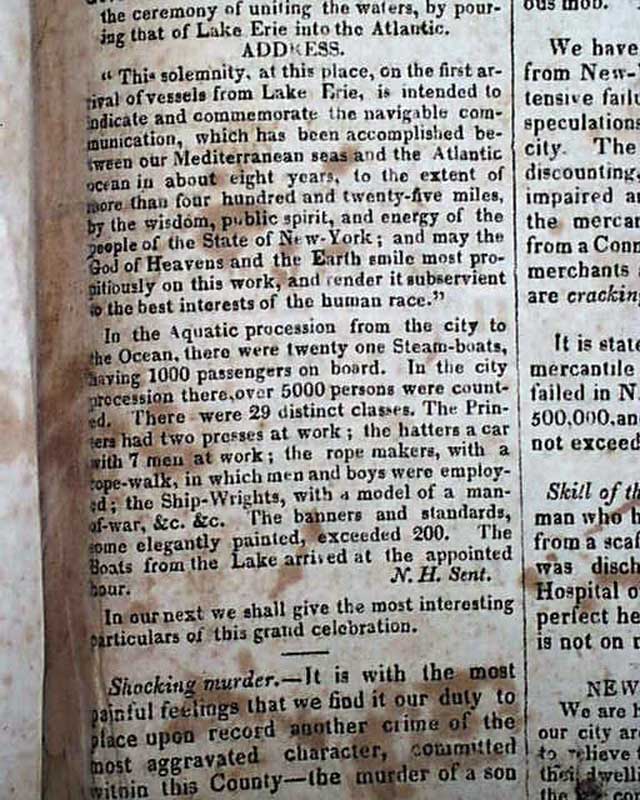 the ceremony of uniting the waters, by pour-
ing that of Lake Erie into the Atlantic.
ADDRESS.
“ This solemnity, at this place, on the first ar-
rival of vessels from Lake Erie, is intended to
indicate and commemorate the navigable com-
munication, which has been accomplished be-
tween our Mediterranean seas and the Atlantic
ocean in about eight years, to the extent of
more than four hundred and twenty-five miles,
by the wisdom, public spirit, and energy of the
people of the State of New-York; and may the
God of Heavens and the Earth smile most pro-
pitiously on this work, and render it subservient
to the best interests of the human race.”
In the Aquatic procession from the city to
the Ocean, there were twenty one Steam-boats,
having 1000 passengers on board. In the city
procession there,over 5000 persons were count-
ed. There were 29 distinct classes. The Prin-
ters had two presses at work; the hatters a car
with 7 men at work; the rope makers, with a
rope-walk, in which men and boys were employ-
ed; the Ship-Wrights, with a model of a man-
of-war, &c. &c. The banners and standards,
some elegantly painted, exceeded 200. The
Boats from the Lake arrived at the appointed
hour. N. H. Sent.
In our next we shall give the most interesting
particulars of this grand celebration.
Shocking murder.—It is with the most
painful feelings that we find it our duty to
place upon record another crime of the
most aggravated character, committed
within this County—the murder of a son
ous mob.
We have
from New-
tensive failu
speculations
city. The
discounting,
impaired an
the mercan
from a Conn
merchants
are cracking
It is state
mercantile
failed in N.
500,000, an
not exceed
Skill of th
man who h
from a scaf
was disch
Hospital o
perfect he
is not on r
NEW
We are h
our city are
to relieve t
their dwelli
the